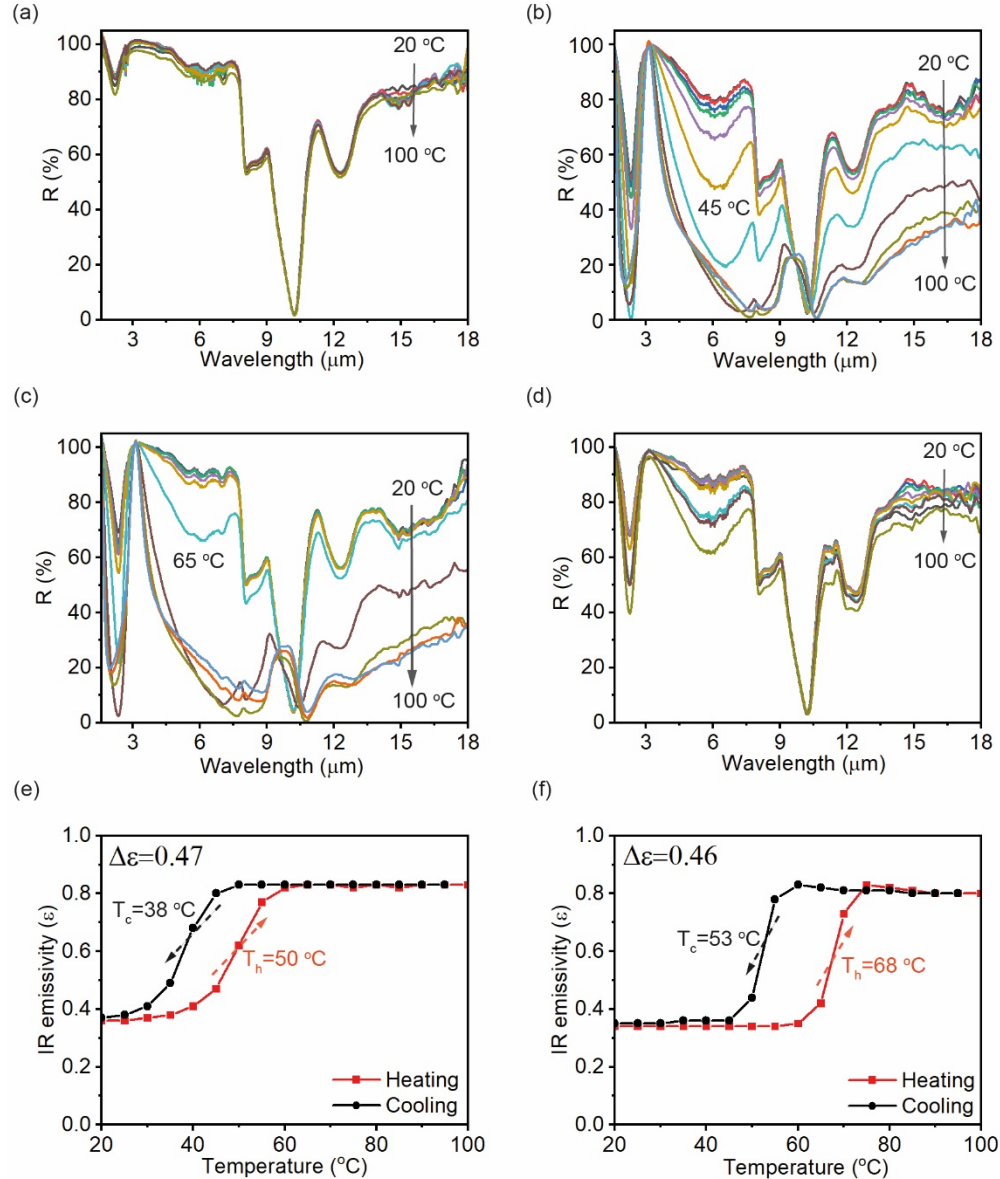 (a)
R (%)
100
80
60
40
20
0
20 °C
100 °C
3 6 9 12 15 18
Wavelength (μm)
(b)
R (%)
100
80
60
40
20
0
20 °C
45 °C
100 °C
3 6 9 12 15 18
Wavelength (μm)
(c)
R (%)
100
80
60
40
20
0
20 °C
65 °C
100 °C
3 6 9 12 15 18
Wavelength (μm)
(d)
R (%)
100
80
60
40
20
0
20 °C
100 °C
3 6 9 12 15 18
Wavelength (μm)
(e)
IR emissivity (ε)
1.0
0.8
0.6
0.4
0.2
0.0
Δε=0.47
Tc=38 °C
Th=50 °C
Heating
Cooling
20 40 60 80 100
Temperature (°C)
(f)
IR emissivity (ε)
1.0
0.8
0.6
0.4
0.2
0.0
Δε=0.46
Tc=53 °C
Th=68 °C
Heating
Cooling
20 40 60 80 100
Temperature (°C)